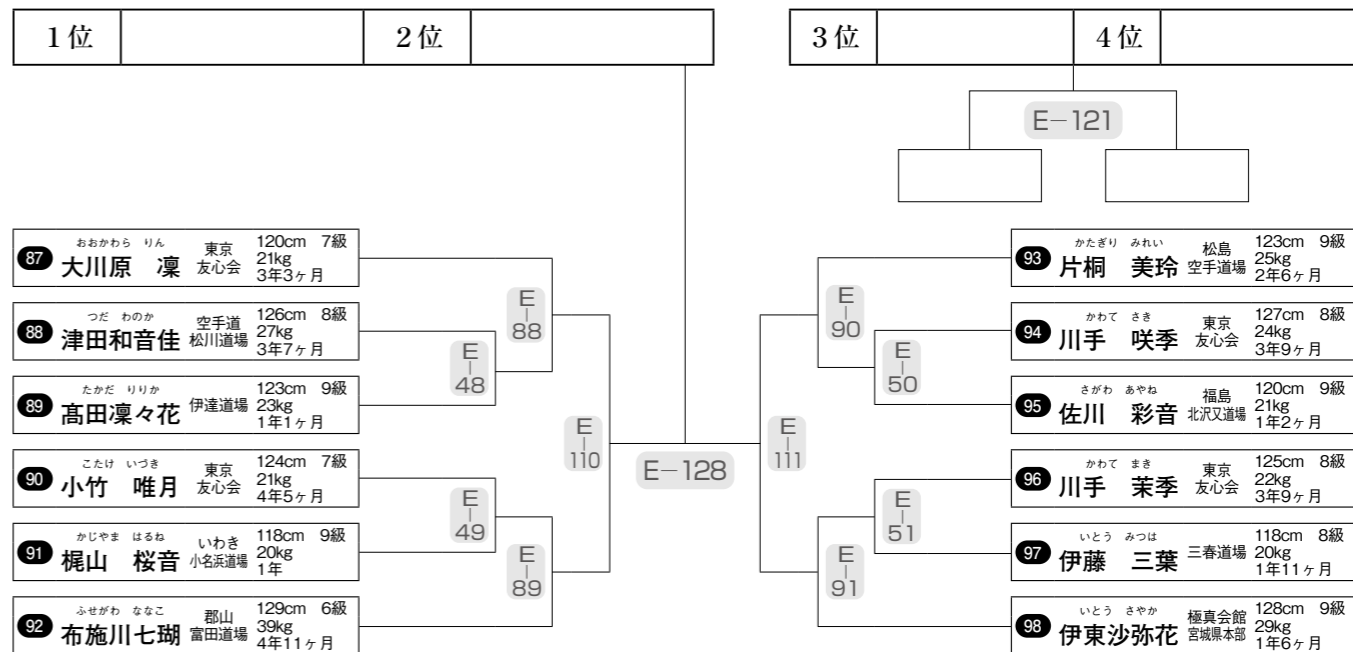 1位 2位
3位 4位
E-121
87 おおかわら りん
大川原 凜 東京 友心会 120cm 7級 21kg 3年3ヶ月
88 つだ わのか
津田和音佳 空手道 松川道場 126cm 8級 27kg 3年7ヶ月
89 たかだ りりか
髙田凜々花 伊達道場 123cm 9級 23kg 1年1ヶ月
90 こたけ いづき
小竹 唯月 東京 友心会 124cm 7級 21kg 4年5ヶ月
91 かじやま はるね
梶山 桜音 いわき 小名浜道場 118cm 9級 20kg 1年
92 ふせがわ ななこ
布施川七瑚 郡山 富田道場 129cm 6級 39kg 4年11ヶ月
E-88
E-48
E-49
E-89
E-110
E-128
E-111
E-90
E-50
E-51
E-91
93 かたぎり みれい
片桐 美玲 松島 空手道場 123cm 9級 25kg 2年6ヶ月
94 かわて さき
川手 咲季 東京 友心会 127cm 8級 24kg 3年9ヶ月
95 さがわ あやね
佐川 彩音 福島 北沢又道場 120cm 9級 21kg 1年2ヶ月
96 かわて まき
川手 茉季 東京 友心会 125cm 8級 22kg 3年9ヶ月
97 いとう みつは
伊藤 三葉 三春道場 118cm 8級 20kg 1年11ヶ月
98 いとう さやか
伊東沙弥花 極真会館 宮城県本部 128cm 9級 29kg 1年6ヶ月